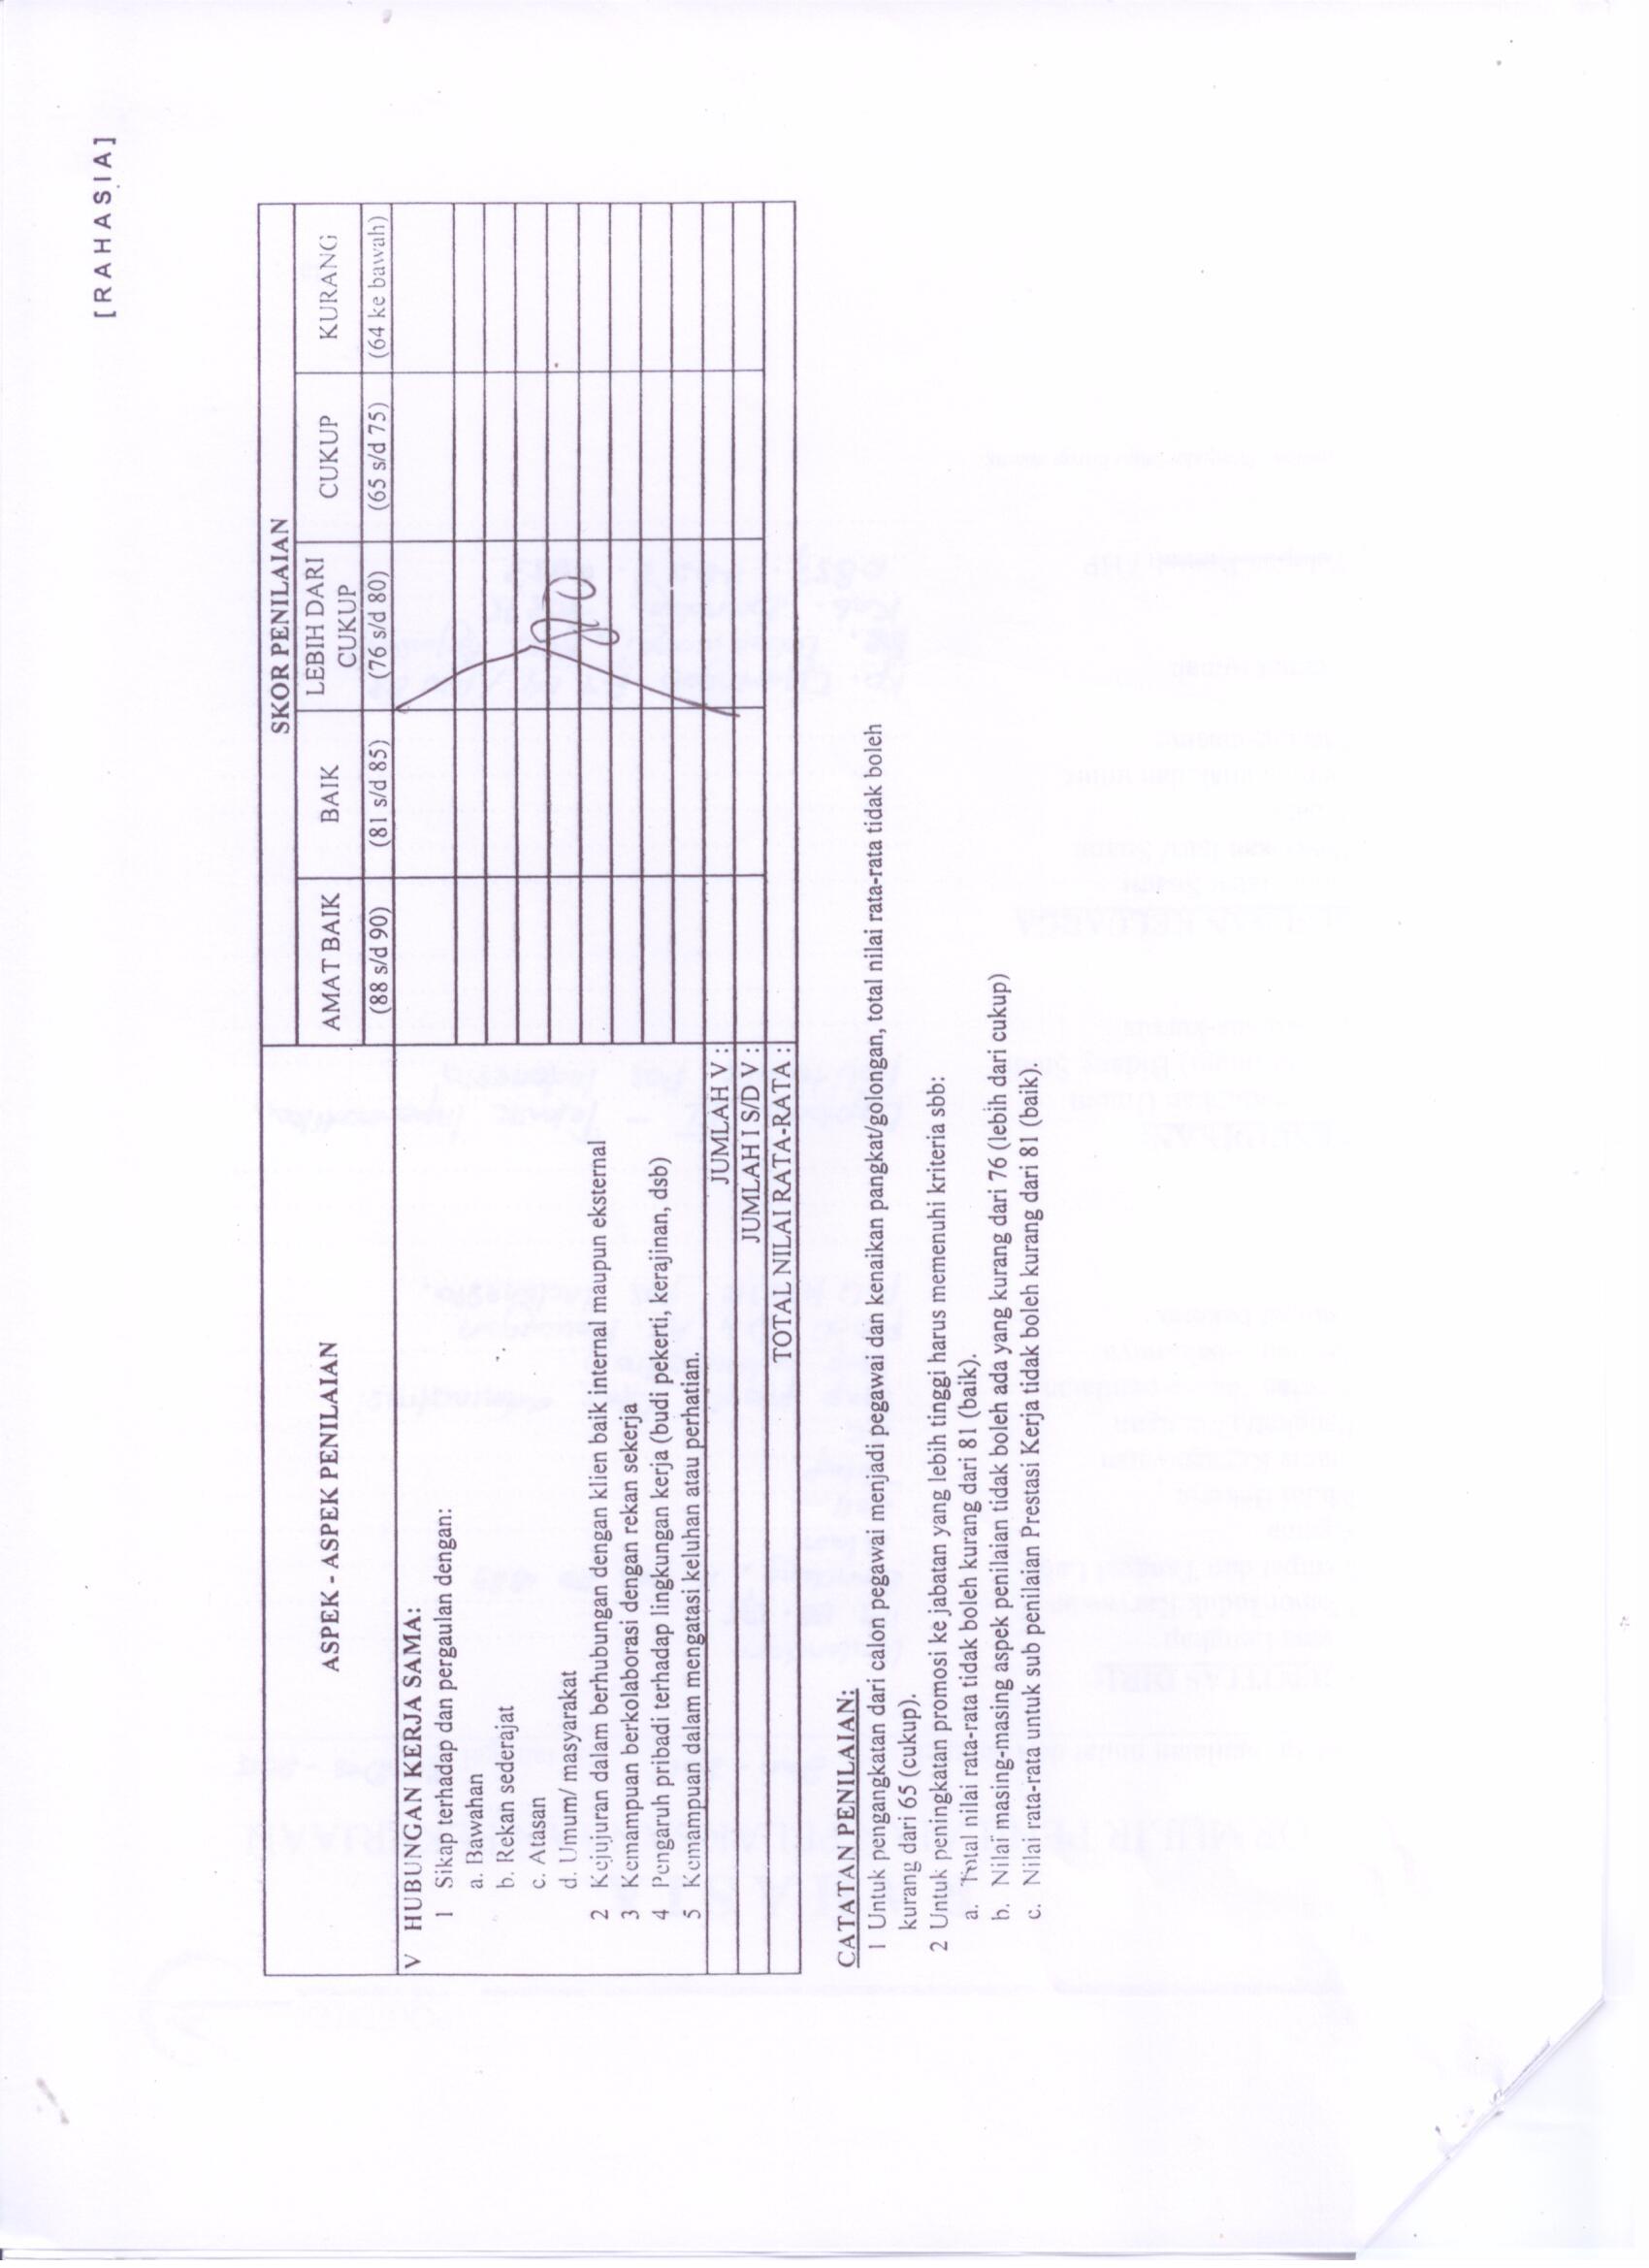 [RAHASIA]
ASPEK - ASPEK PENILAIAN
SKOR PENILAIAN
AMAT BAIK
BAIK
LEBIH DARI
CUKUP
CUKUP
KURANG
(88 s/d 90)
(81 s/d 85)
(76 s/d 80)
(65 s/d 75)
(64 ke bawah)
V HUBUNGAN KERJA SAMA:
1 Sikap terhadap dan pergaulan dengan:
a. Bawahan
b. Rekan sederajat
c. Atasan
d. Umum/ masyarakat
2 Kejujuran dalam berhubungan dengan klien baik internal maupun eksternal
3 Kemampuan berkolaborasi dengan rekan sekerja
4 Pengaruh pribadi terhadap lingkungan kerja (budi pekerti, kerajinan, dsb)
5 Kemampuan dalam mengatasi keluhan atau perhatian.
80
JUMLAH V :
JUMLAH I S/D V :
TOTAL NILAI RATA-RATA :
CATATAN PENILAIAN:
1 Untuk pengangkatan dari calon pegawai menjadi pegawai dan kenaikan pangkat/golongan, total nilai rata-rata tidak boleh
kurang dari 65 (cukup).
2 Untuk peningkatan promosi ke jabatan yang lebih tinggi harus memenuhi kriteria sbb:
a. Total nilai rata-rata tidak boleh kurang dari 81 (baik).
b. Nilai masing-masing aspek penilaian tidak boleh ada yang kurang dari 76 (lebih dari cukup)
c. Nilai rata-rata untuk sub penilaian Prestasi Kerja tidak boleh kurang dari 81 (baik).